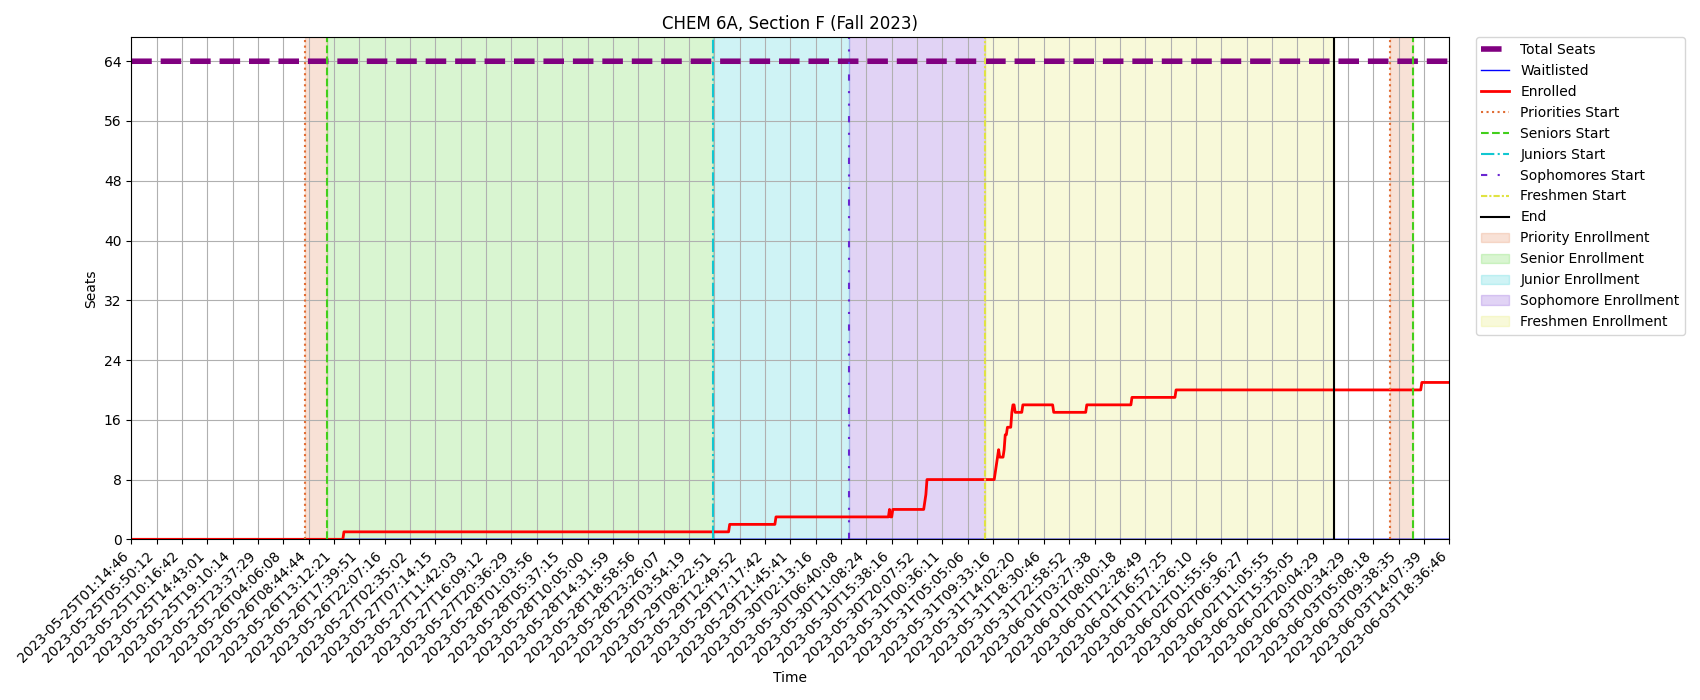 CHEM 6A, Section F (Fall 2023)
64
56
48
40
32
24
16
8
0
Seats
2023-05-25T01:14:46
2023-05-25T05:50:12
2023-05-25T10:16:42
2023-05-25T14:43:01
2023-05-25T19:10:14
2023-05-25T23:37:29
2023-05-26T04:06:08
2023-05-26T08:44:44
2023-05-26T13:12:21
2023-05-26T17:39:51
2023-05-26T22:07:16
2023-05-27T02:35:02
2023-05-27T07:14:15
2023-05-27T11:42:03
2023-05-27T16:09:12
2023-05-27T20:36:29
2023-05-28T01:03:56
2023-05-28T05:37:15
2023-05-28T10:05:00
2023-05-28T14:31:59
2023-05-28T18:58:56
2023-05-28T23:26:07
2023-05-29T03:54:19
2023-05-29T08:22:51
2023-05-29T12:49:52
2023-05-29T17:17:42
2023-05-29T21:45:41
2023-05-30T02:13:16
2023-05-30T06:40:08
2023-05-30T11:08:24
2023-05-30T15:38:16
2023-05-30T20:07:52
2023-05-31T00:36:11
2023-05-31T05:05:06
2023-05-31T09:33:16
2023-05-31T14:02:20
2023-05-31T18:30:46
2023-05-31T22:58:52
2023-06-01T03:27:38
2023-06-01T08:00:18
2023-06-01T12:28:49
2023-06-01T16:57:25
2023-06-01T21:26:10
2023-06-02T01:55:56
2023-06-02T06:36:27
2023-06-02T11:05:55
2023-06-02T15:35:05
2023-06-02T20:04:29
2023-06-03T00:34:29
2023-06-03T05:08:18
2023-06-03T09:38:35
2023-06-03T14:07:39
2023-06-03T18:36:46
Time
Total Seats
Waitlisted
Enrolled
Priorities Start
Seniors Start
Juniors Start
Sophomores Start
Freshmen Start
End
Priority Enrollment
Senior Enrollment
Junior Enrollment
Sophomore Enrollment
Freshmen Enrollment